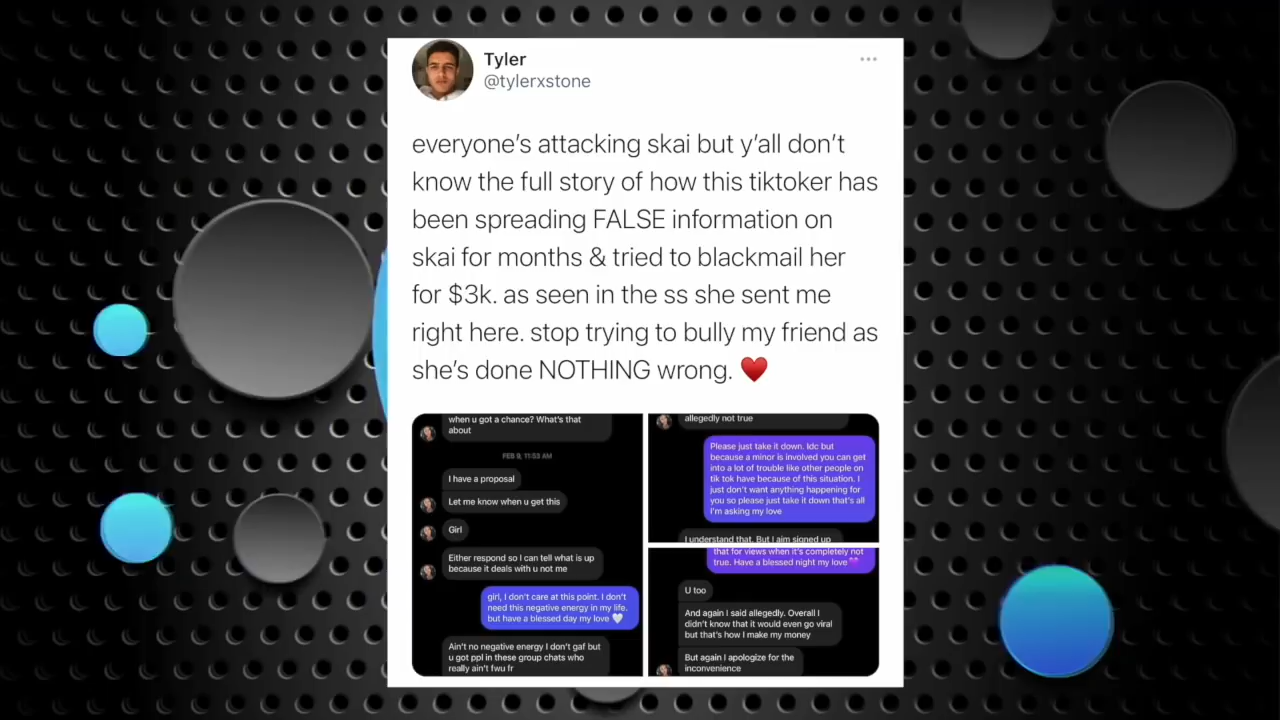 Tyler
@tylerxstone
everyone's attacking skai but y'all don't
know the full story of how this tiktoker has
been spreading FALSE information on
skai for months & tried to blackmail her
for $3k. as seen in the ss she sent me
right here. stop trying to bully my friend as
she's done NOTHING wrong. ♥️
when u got a chance? What's that
about
FEB 9, 11:53 AM
I have a proposal
Let me know when u get this
Girl
Either respond so I can tell what is up
because it deals with u not me
girl, I don't care at this point. I don't
need this negative energy in my life.
but have a blessed day my love 🤍
Ain't no negative energy I don't gaf but
u got ppl in these group chats who
really ain't fwu fr
allegedly not true
Please just take it down. Idc but
because a minor is involved you can get
into a lot of trouble like other people on
tik tok have because of this situation. I
just don't want anything happening for
you so please just take it down that's all
I'm asking my love
I understand that. But I aim signed up
that for views when it's completely not
true. Have a blessed night my love💜
U too
And again I said allegedly. Overall I
didn't know that it would even go viral
but that's how I make my money
But again I apologize for the
inconvenience